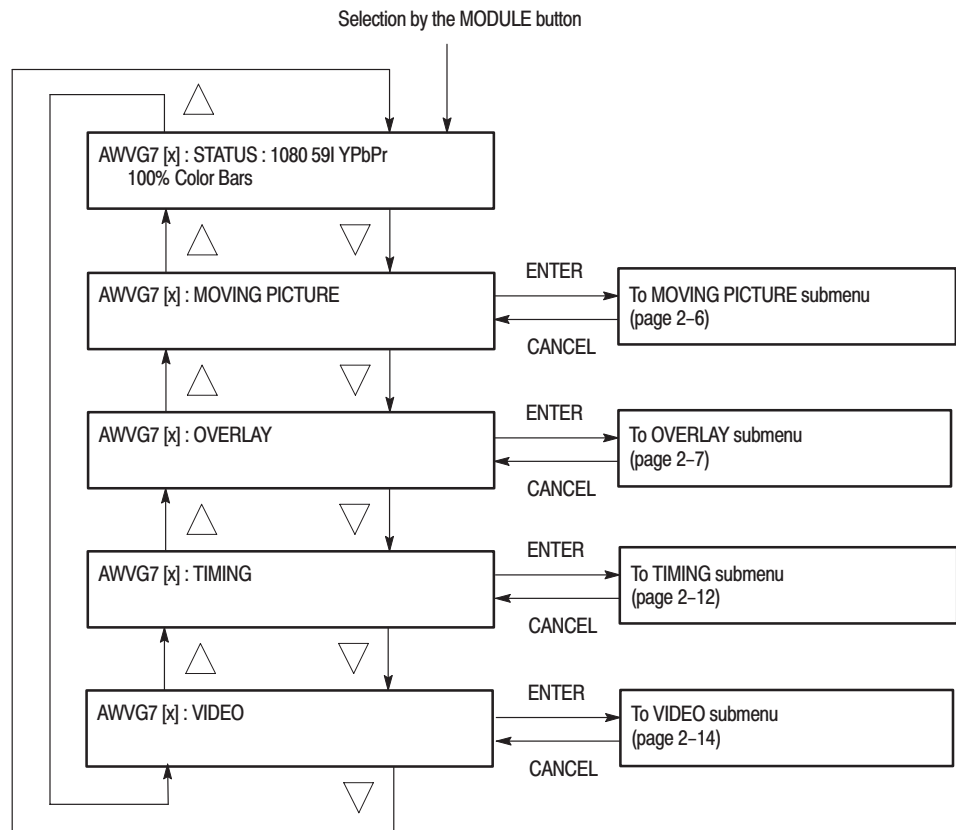 Selection by the MODULE button
AWVG7 [x] : STATUS : 1080 59I YPbPr
100% Color Bars
AWVG7 [x] : MOVING PICTURE
ENTER
CANCEL
To MOVING PICTURE submenu
(page 2–6)
AWVG7 [x] : OVERLAY
ENTER
CANCEL
To OVERLAY submenu
(page 2–7)
AWVG7 [x] : TIMING
ENTER
CANCEL
To TIMING submenu
(page 2–12)
AWVG7 [x] : VIDEO
ENTER
CANCEL
To VIDEO submenu
(page 2–14)